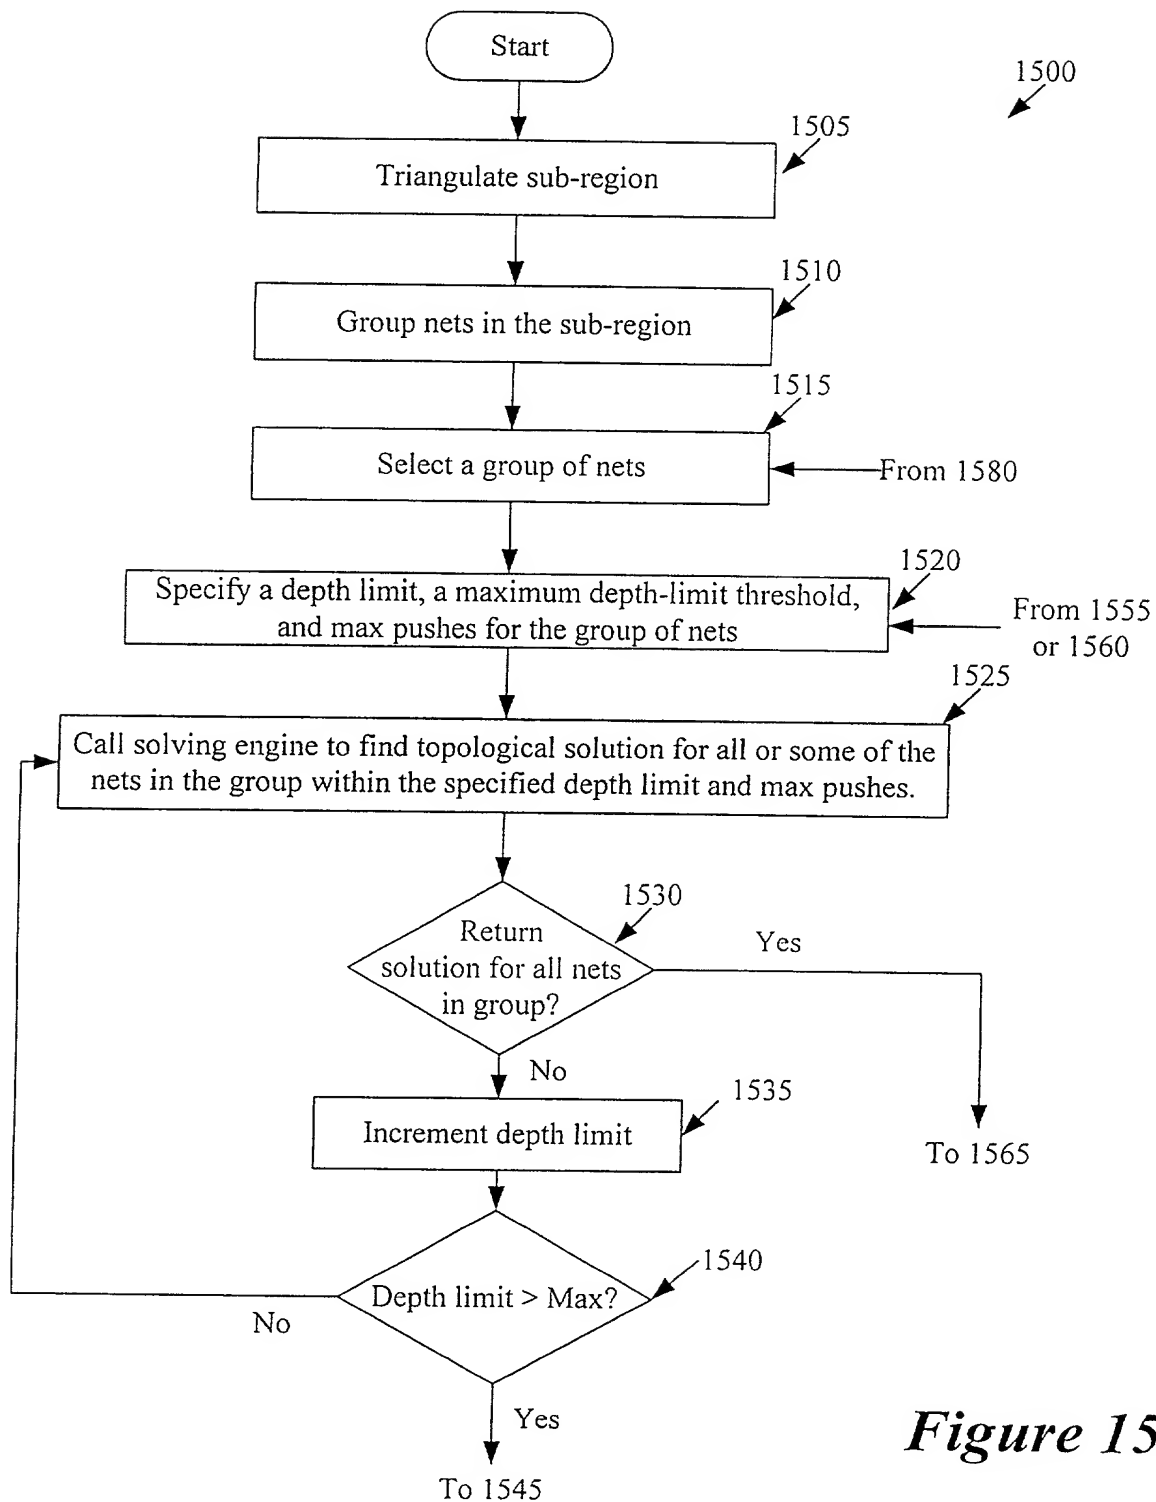 Start
1500
1505
Triangulate sub-region
1510
Group nets in the sub-region
1515
Select a group of nets
From 1580
1520
Specify a depth limit, a maximum depth-limit threshold,
and max pushes for the group of nets
From 1555
or 1560
1525
Call solving engine to find topological solution for all or some of the
nets in the group within the specified depth limit and max pushes.
1530
Return
solution for all nets
in group?
Yes
No
1535
Increment depth limit
To 1565
1540
Depth limit > Max?
No
Yes
To 1545
Figure 15